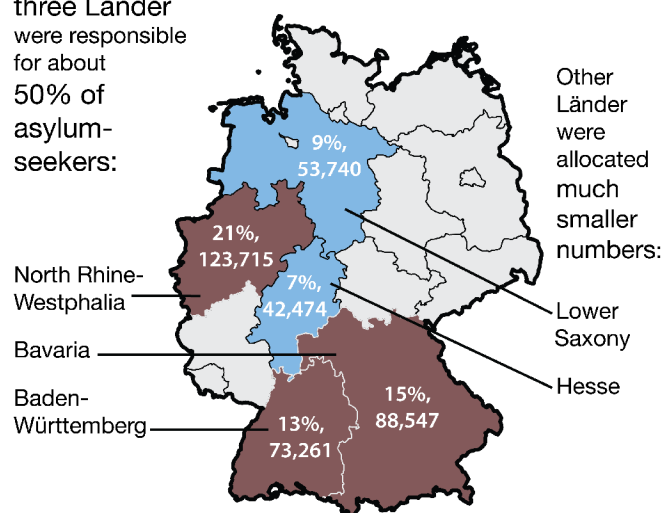 three Länder
were responsible
for about
50% of
asylum-
seekers:
Other
Länder
were
allocated
much
smaller
numbers:
9%,
53,740
21%,
123,715
7%,
42,474
North Rhine-
Westphalia
Lower
Saxony
Bavaria
Hesse
Baden-
Württemberg
15%,
88,547
13%,
73,261